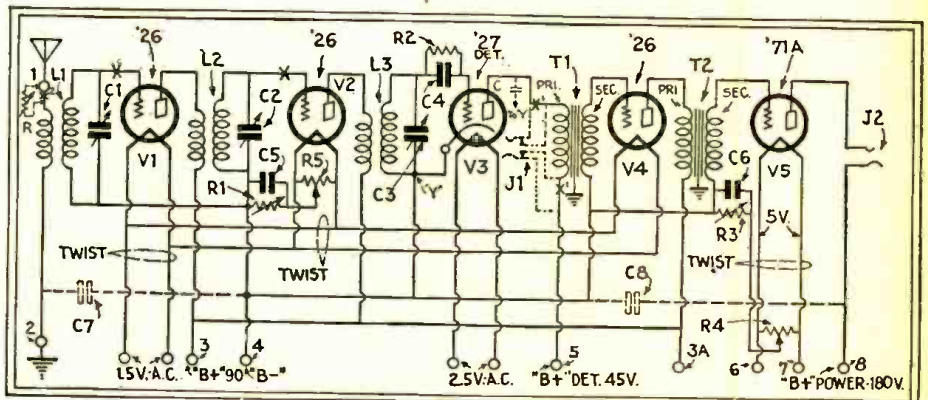 '26
'26
R2
'27
DET.
T1
'26
'71A
L2
V2
L3
T2
1
L1
C1
C2
C4
C
PRI.
SEC.
PRI
SEC.
J2
R
"Y"
V1
C5
R5
V3
V4
C6
V5
R1
C3
"Y"
J1
R3
5V.
TWIST
TWIST
TWIST
C7
C8
R4
2
3
4
5
3A
6
7
8
1.5V.-A.C.
"B+"90
"B-"
2.5V.-A.C.
"B+"DET. 45V.
"B+"POWER-180V.